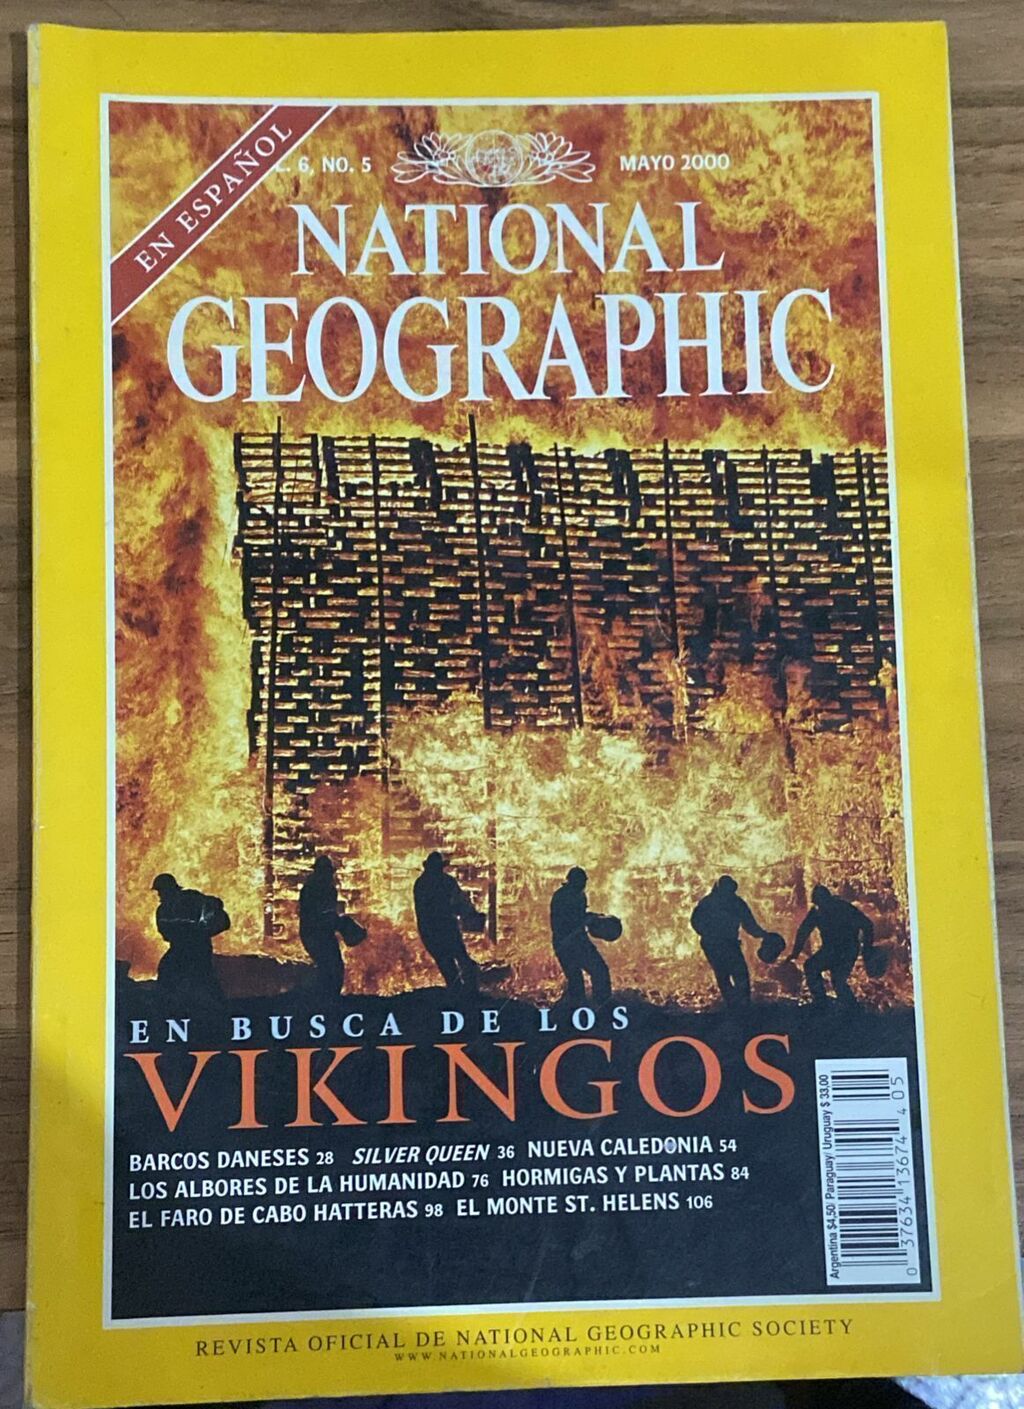 EN ESPAÑOL
. 6, NO. 5
MAYO 2000
NATIONAL
GEOGRAPHIC
EN BUSCA DE LOS
VIKINGOS
BARCOS DANESES 28 SILVER QUEEN 36 NUEVA CALEDONIA 54
LOS ALBORES DE LA HUMANIDAD 76 HORMIGAS Y PLANTAS 84
EL FARO DE CABO HATTERAS 98 EL MONTE ST. HELENS 106
Argentina $4,50 Paraguay/ Uruguay $ 33,00
0 37634 13674 4 05
REVISTA OFICIAL DE NATIONAL GEOGRAPHIC SOCIETY
WWW.NATIONALGEOGRAPHIC.COM